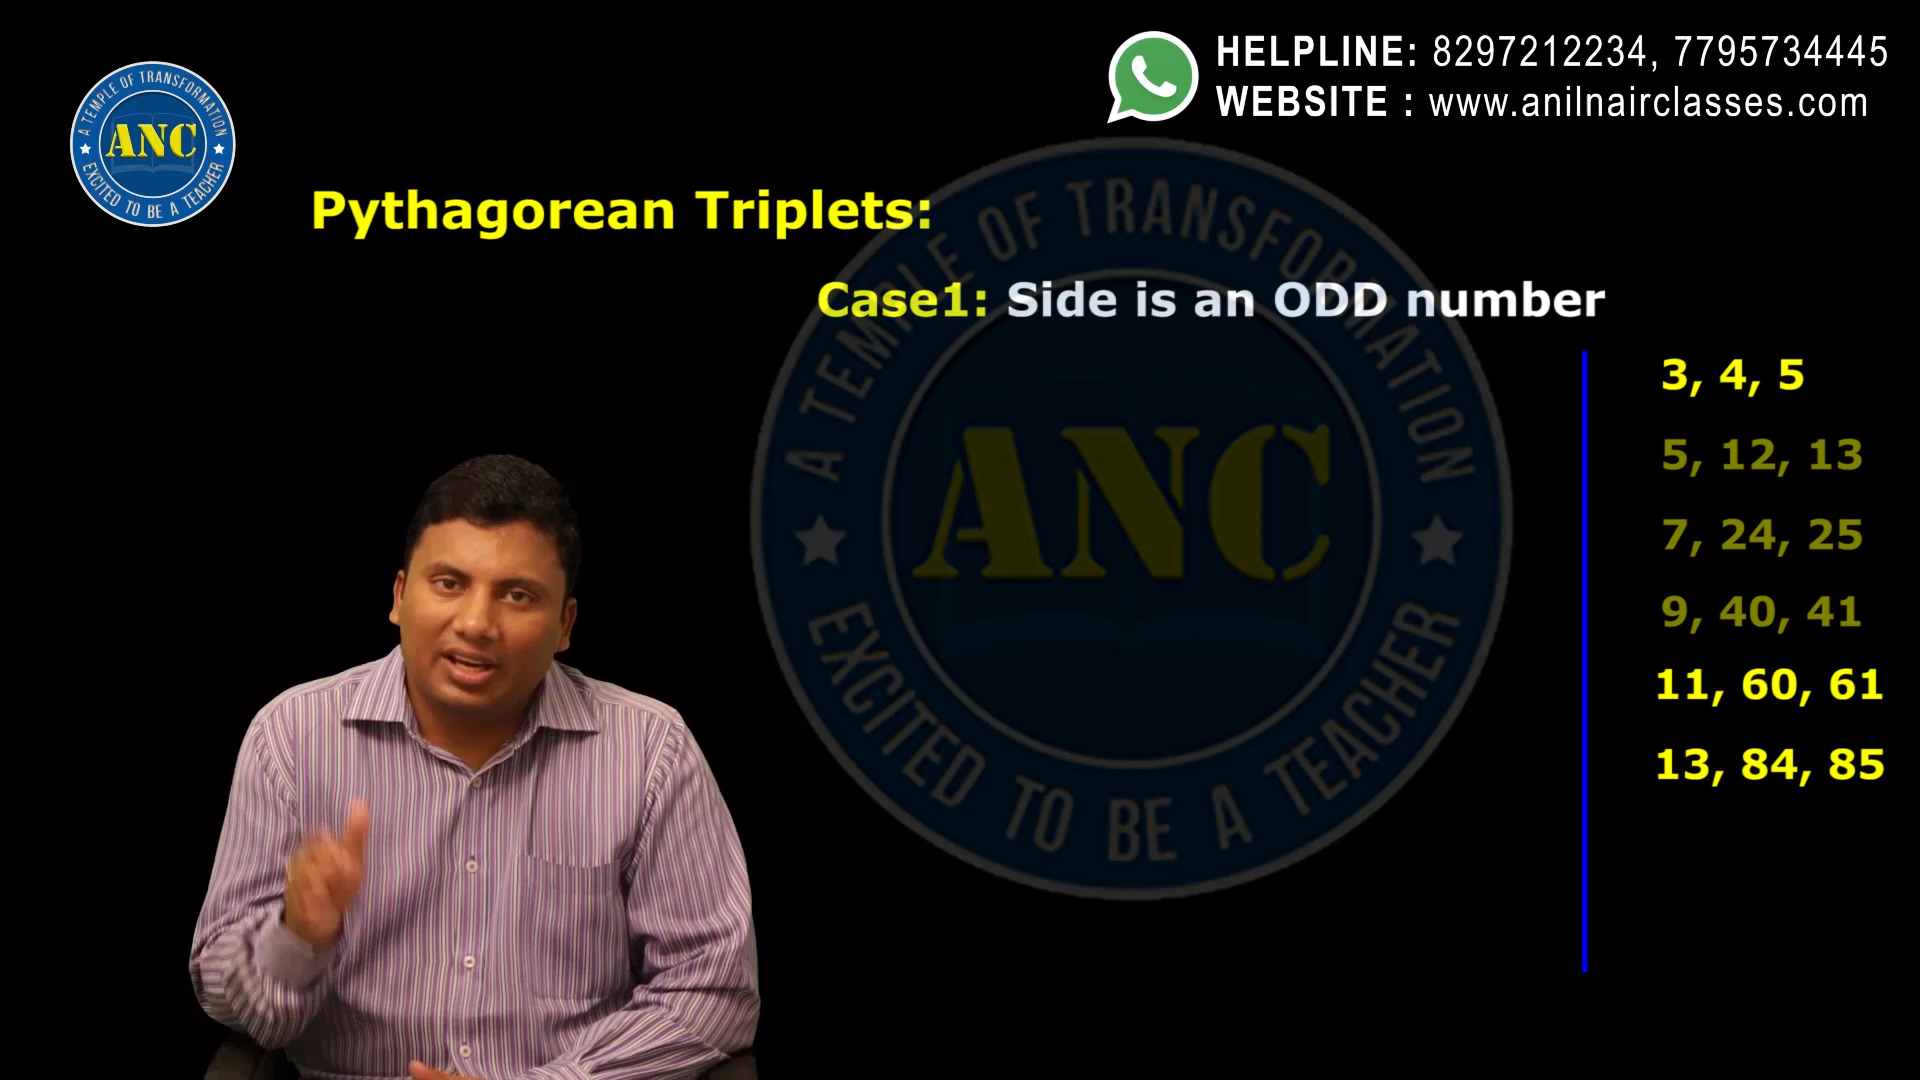 HELPLINE: 8297212234, 7795734445
WEBSITE : www.anilnairclasses.com
A TEMPLE OF TRANSFORMATION
ANC
EXCITED TO BE A TEACHER
Pythagorean Triplets:
Case1: Side is an ODD number
A TEMPLE OF TRANSFORMATION
ANC
EXCITED TO BE A TEACHER
3, 4, 5
5, 12, 13
7, 24, 25
9, 40, 41
11, 60, 61
13, 84, 85